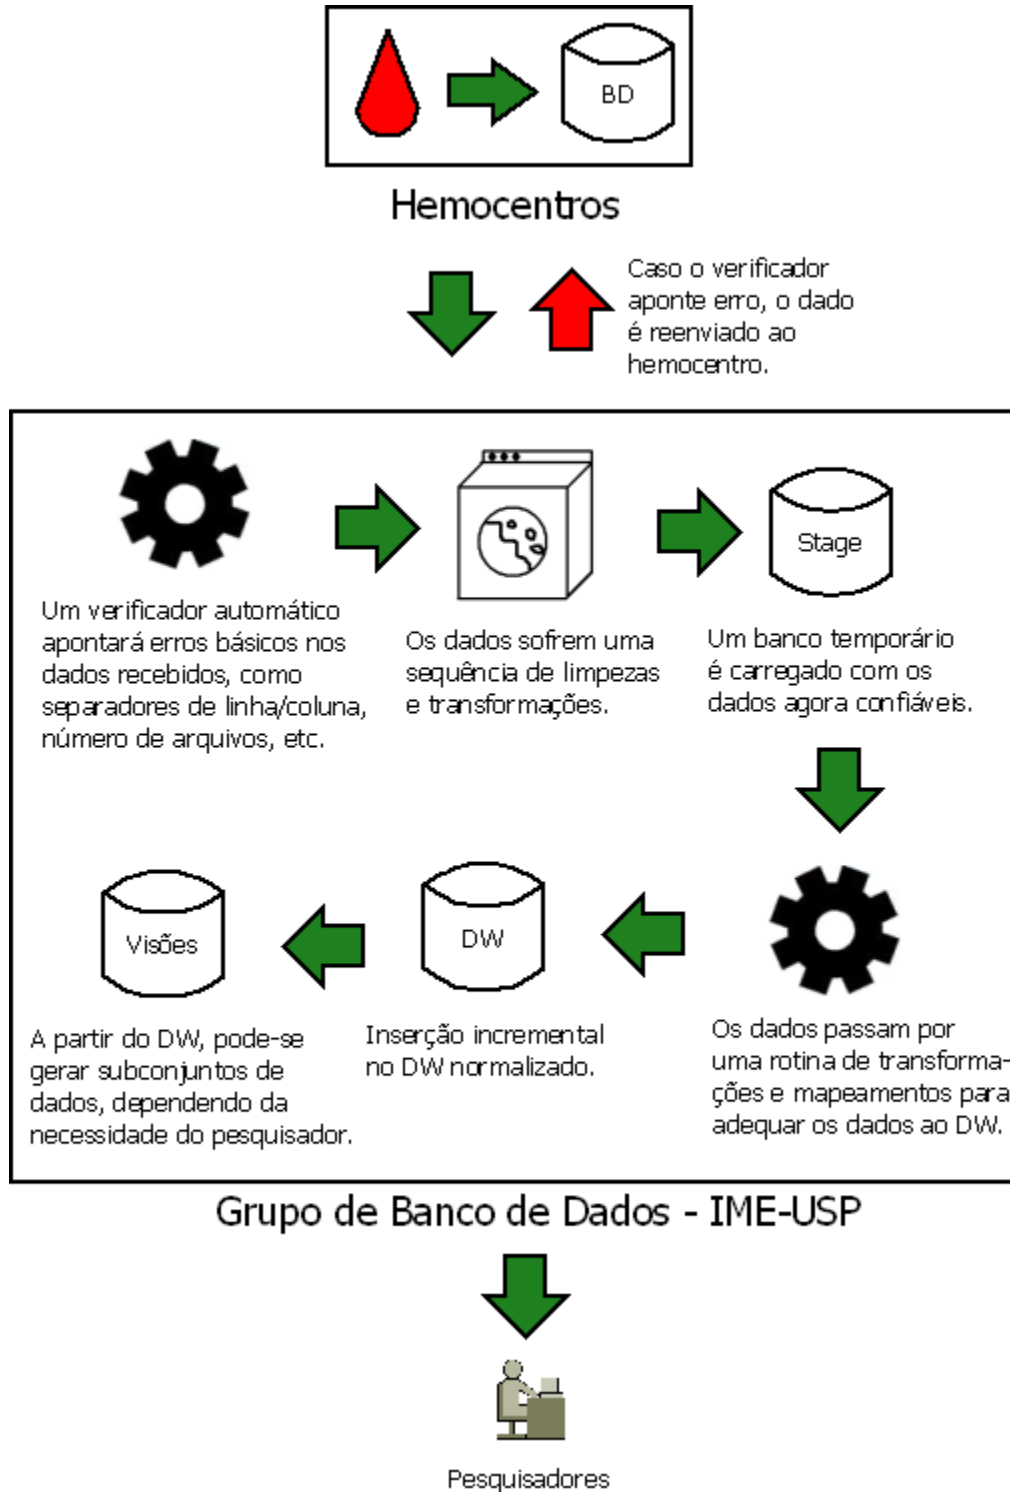 BD
Hemocentros
Caso o verificador
aponte erro, o dado
é reenviado ao
hemocentro.
Um verificador automático
apontará erros básicos nos
dados recebidos, como
separadores de linha/coluna,
número de arquivos, etc.
Os dados sofrem uma
sequência de limpezas
e transformações.
Stage
Um banco temporário
é carregado com os
dados agora confiáveis.
Visões
A partir do DW, pode-se
gerar subconjuntos de
dados, dependendo da
necessidade do pesquisador.
DW
Inserção incremental
no DW normalizado.
Os dados passam por
uma rotina de transforma-
ções e mapeamentos para
adequar os dados ao DW.
Grupo de Banco de Dados - IME-USP
Pesquisadores